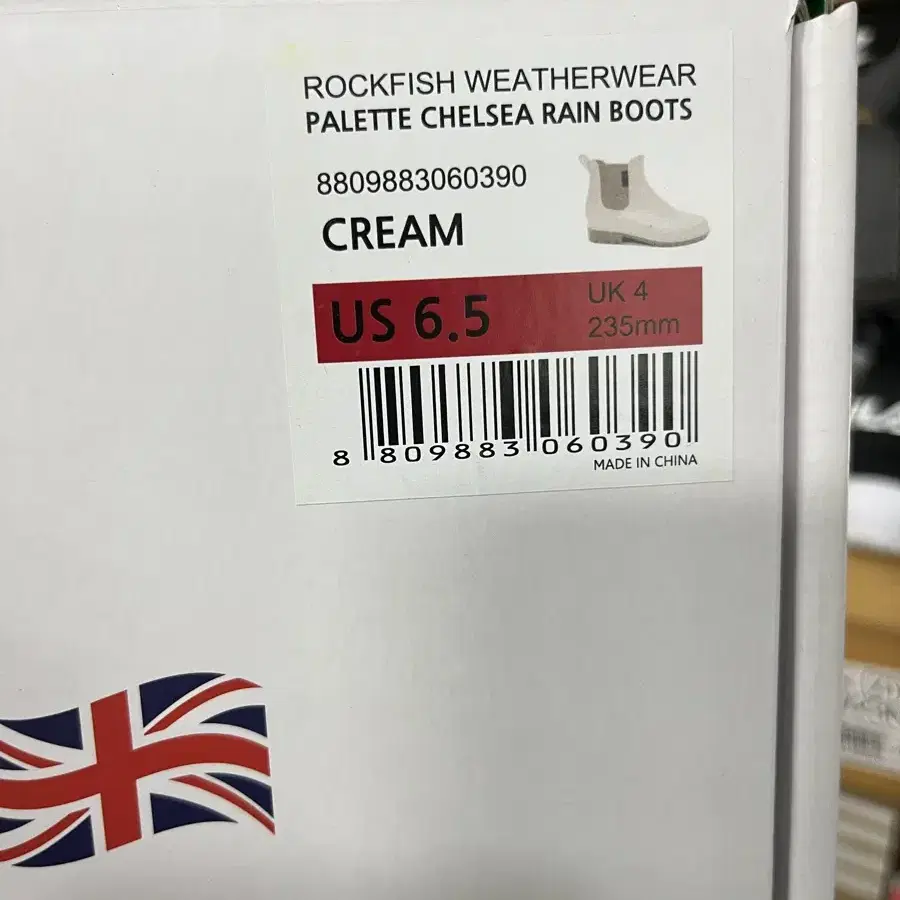 ROCKFISH WEATHERWEAR
PALETTE CHELSEA RAIN BOOTS
8809883060390
CREAM
US 6.5
UK 4
235mm
8 809883 060390
MADE IN CHINA